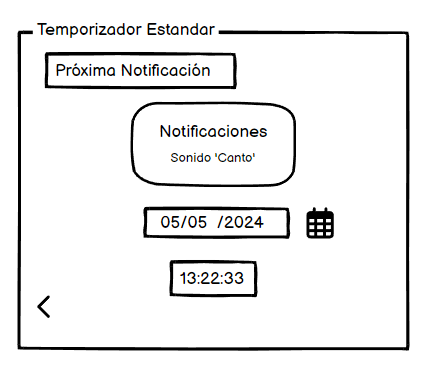 Temporizador Estandar
Próxima Notificación
Notificaciones
Sonido 'Canto'
05/05 /2024
13:22:33